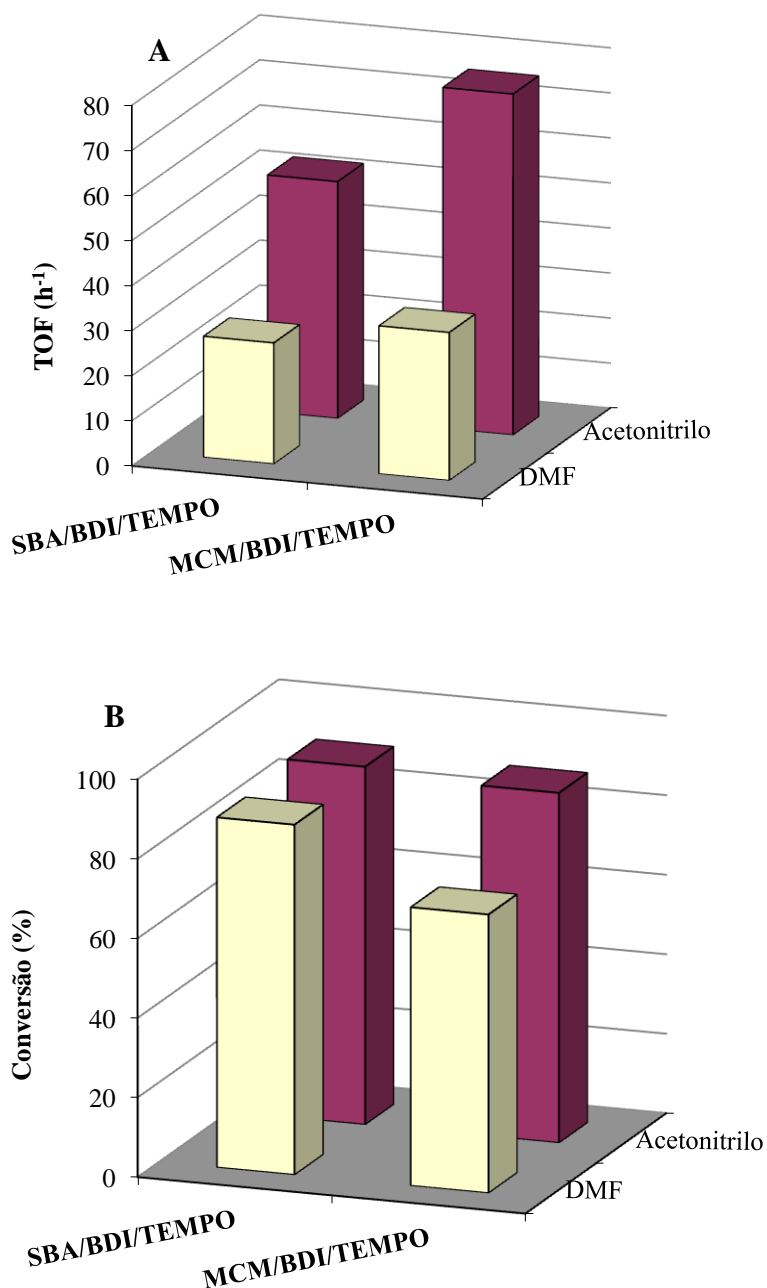 A
80
70
60
50
40
30
20
10
0
TOF (h⁻¹)
SBA/BDI/TEMPO
MCM/BDI/TEMPO
DMF
Acetonitrilo
B
100
80
60
40
20
0
Conversão (%)
SBA/BDI/TEMPO
MCM/BDI/TEMPO
DMF
Acetonitrilo